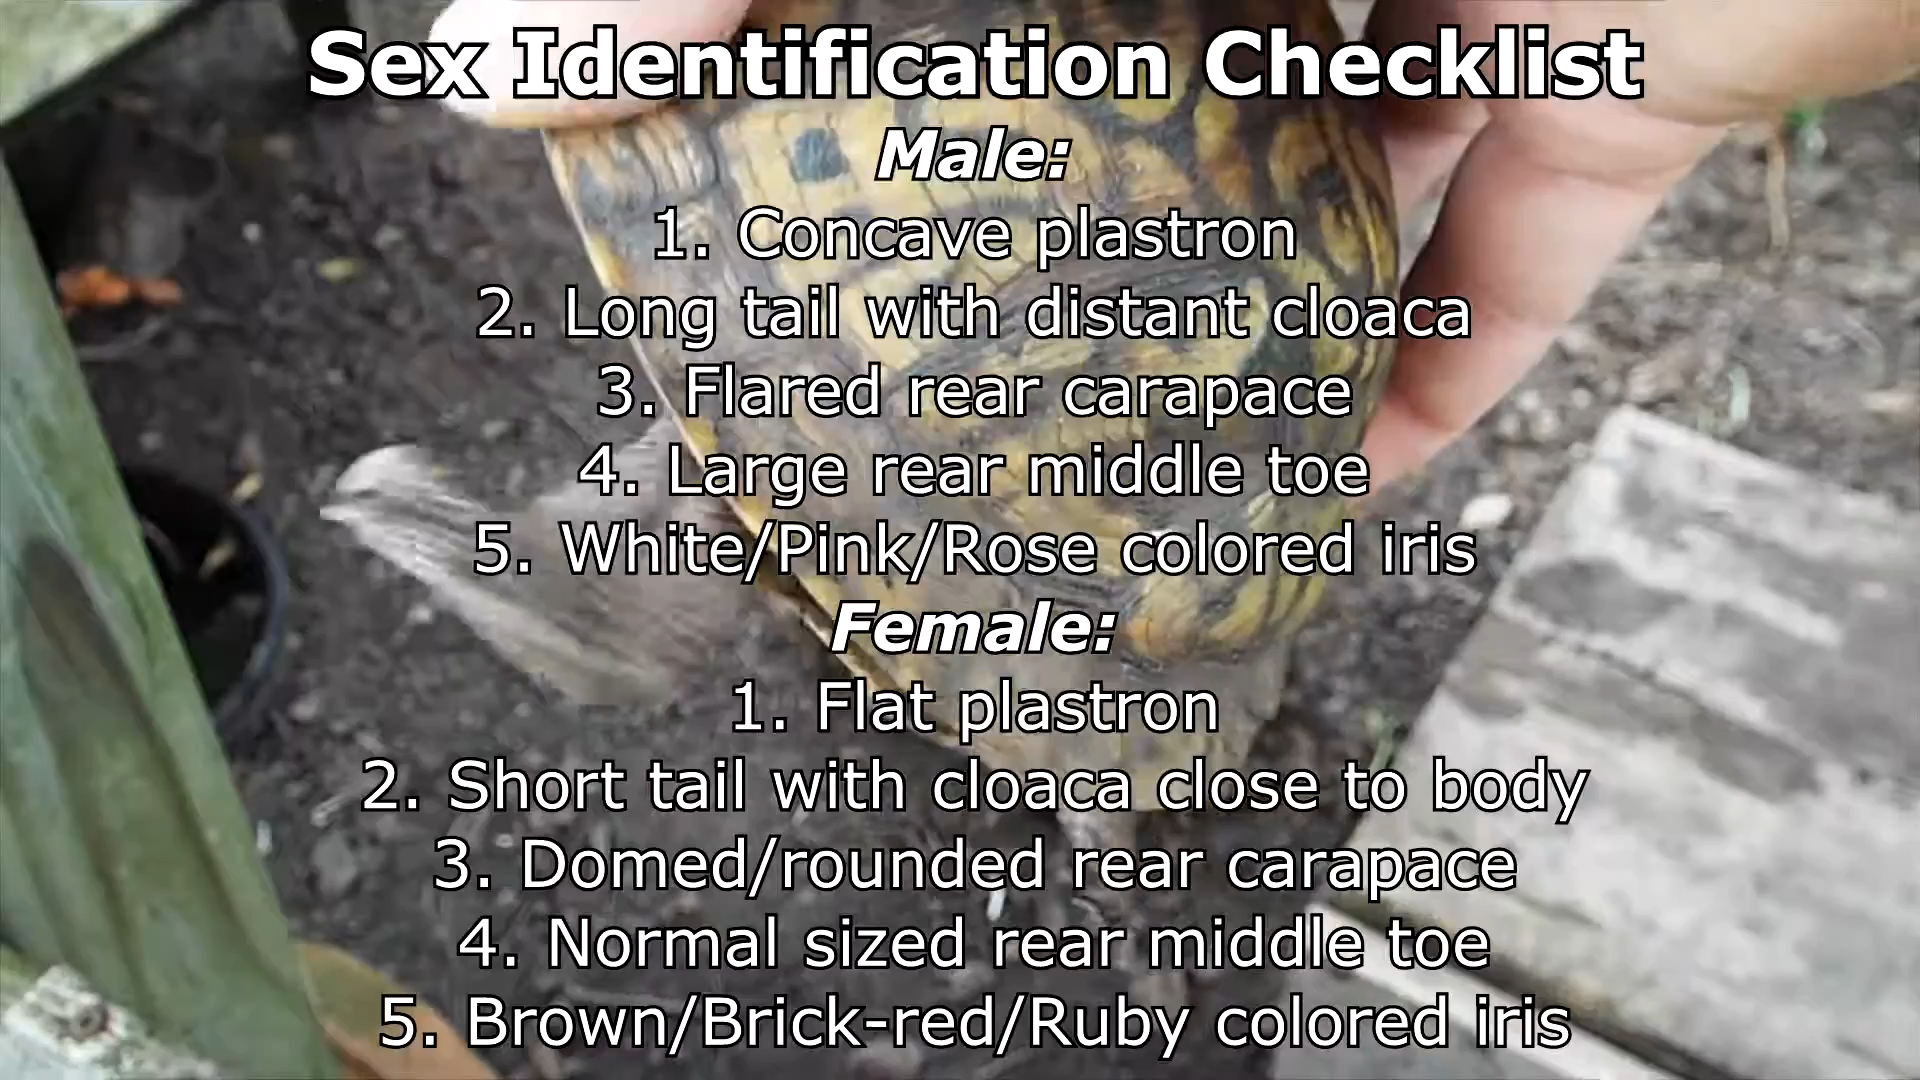 Sex Identification Checklist
Male:
1. Concave plastron
2. Long tail with distant cloaca
3. Flared rear carapace
4. Large rear middle toe
5. White/Pink/Rose colored iris
Female:
1. Flat plastron
2. Short tail with cloaca close to body
3. Domed/rounded rear carapace
4. Normal sized rear middle toe
5. Brown/Brick-red/Ruby colored iris